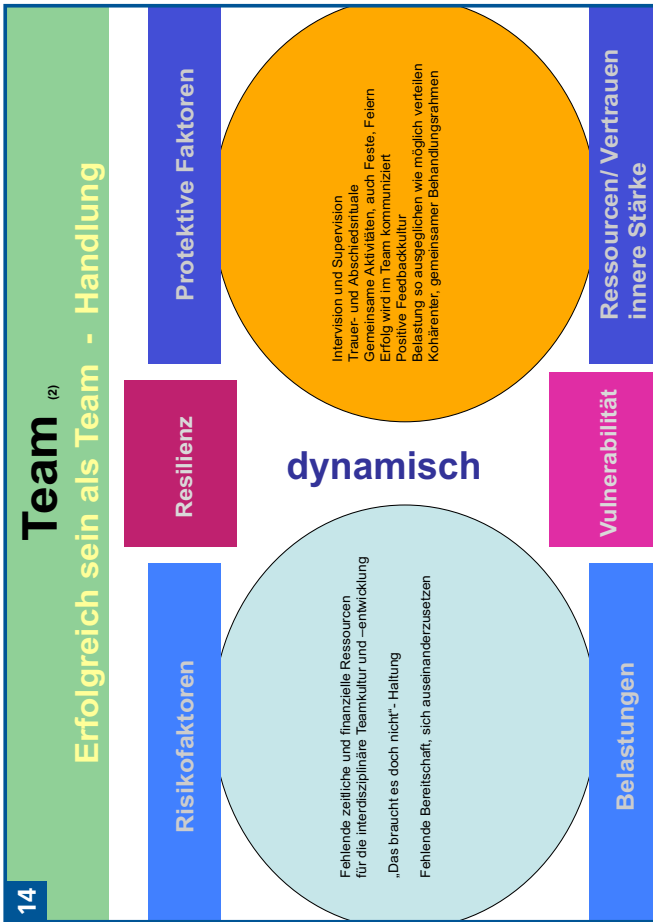 14
Team (2)
Erfolgreich sein als Team - Handlung
Risikofaktoren
Resilienz
Protektive Faktoren
Fehlende zeitliche und finanzielle Ressourcen
für die interdisziplinäre Teamkultur und –entwicklung
„Das braucht es doch nicht“- Haltung
Fehlende Bereitschaft, sich auseinanderzusetzen
dynamisch
Intervision und Supervision
Trauer- und Abschiedsrituale
Gemeinsame Aktivitäten, auch Feste, Feiern
Erfolg wird im Team kommuniziert
Positive Feedbackkultur
Belastung so ausgeglichen wie möglich verteilen
Kohärenter, gemeinsamer Behandlungsrahmen
Belastungen
Vulnerabilität
Ressourcen/ Vertrauen
innere Stärke